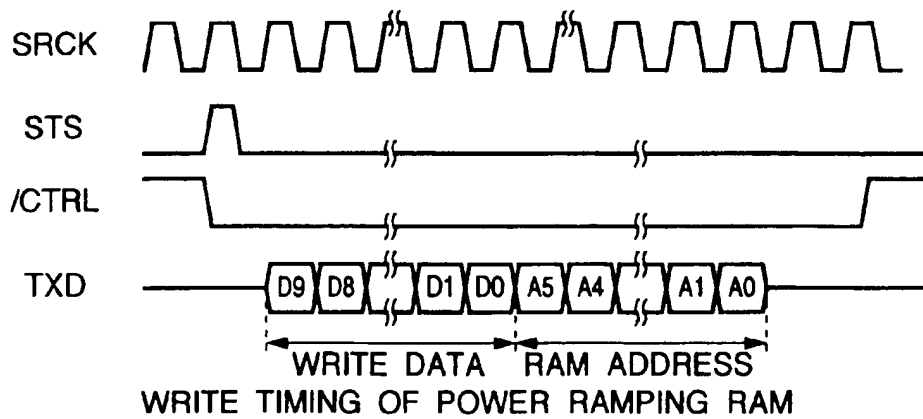 SRCK
STS
/CTRL
TXD D9 D8 D1 D0 A5 A4 A1 A0
WRITE DATA RAM ADDRESS
WRITE TIMING OF POWER RAMPING RAM